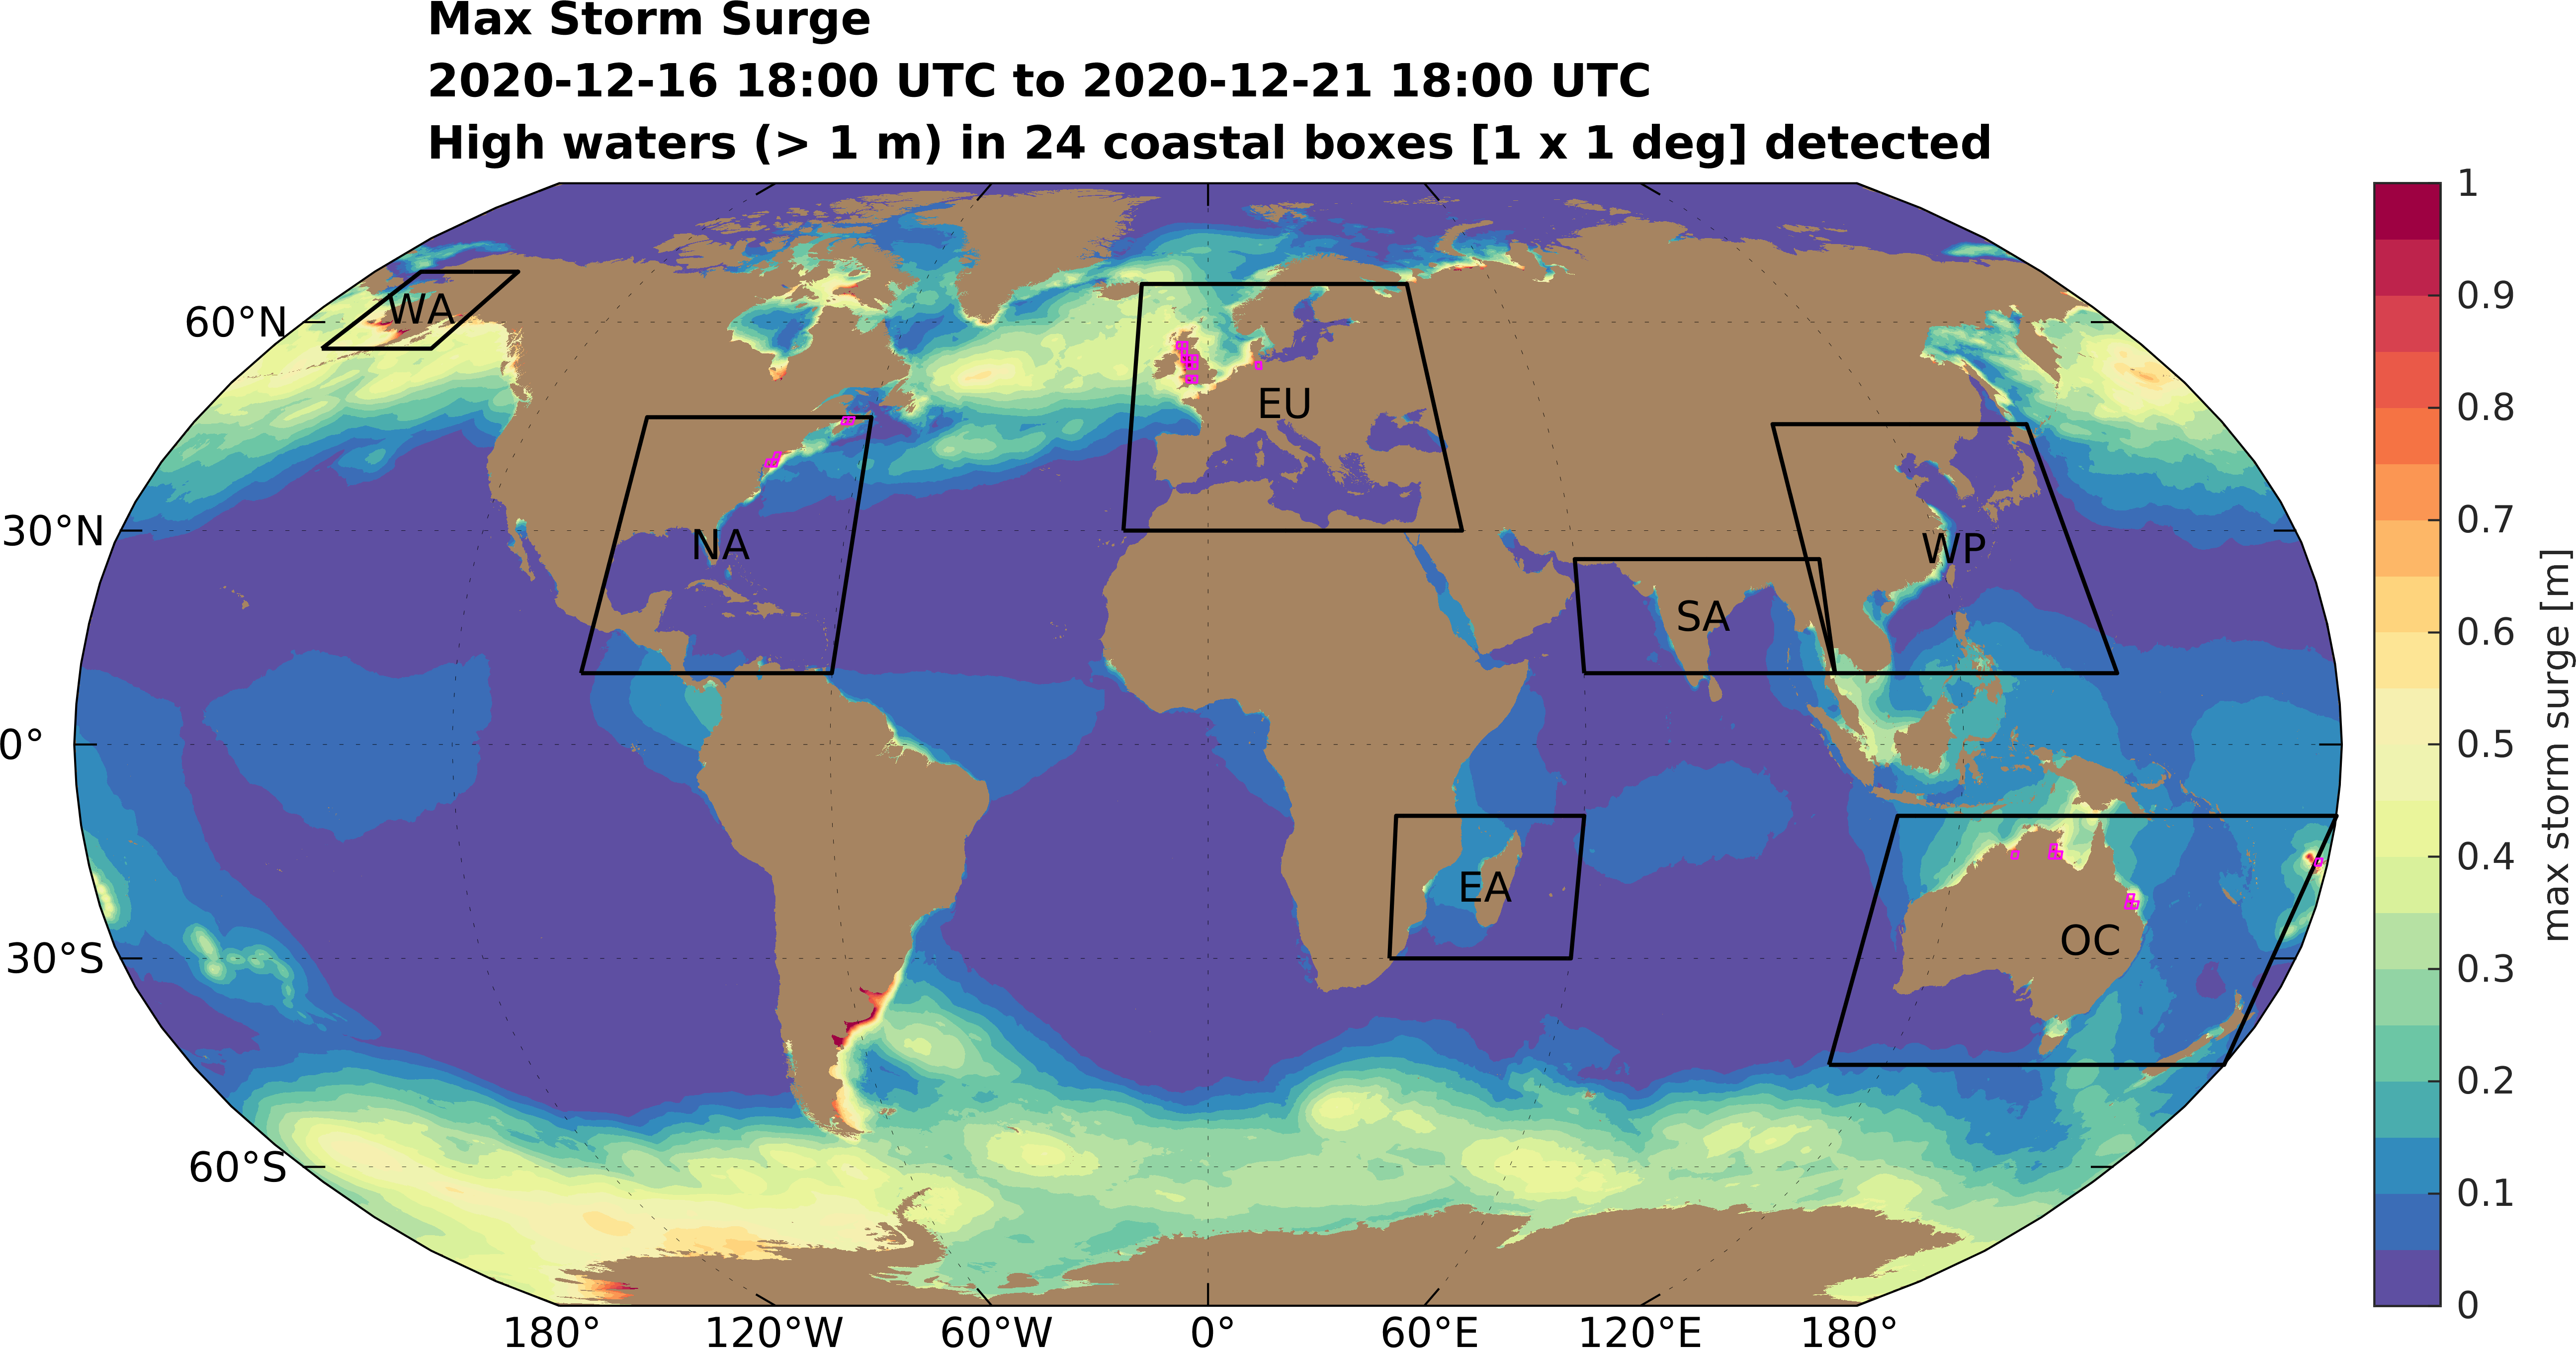 Max Storm Surge
2020-12-16 18:00 UTC to 2020-12-21 18:00 UTC
High waters (> 1 m) in 24 coastal boxes [1 x 1 deg] detected
60°N
30°N
0°
30°S
60°S
WA
NA
EU
SA
WP
EA
OC
180°
120°W
60°W
0°
60°E
120°E
180°
1
0.9
0.8
0.7
0.6
0.5
0.4
0.3
0.2
0.1
0
max storm surge [m]